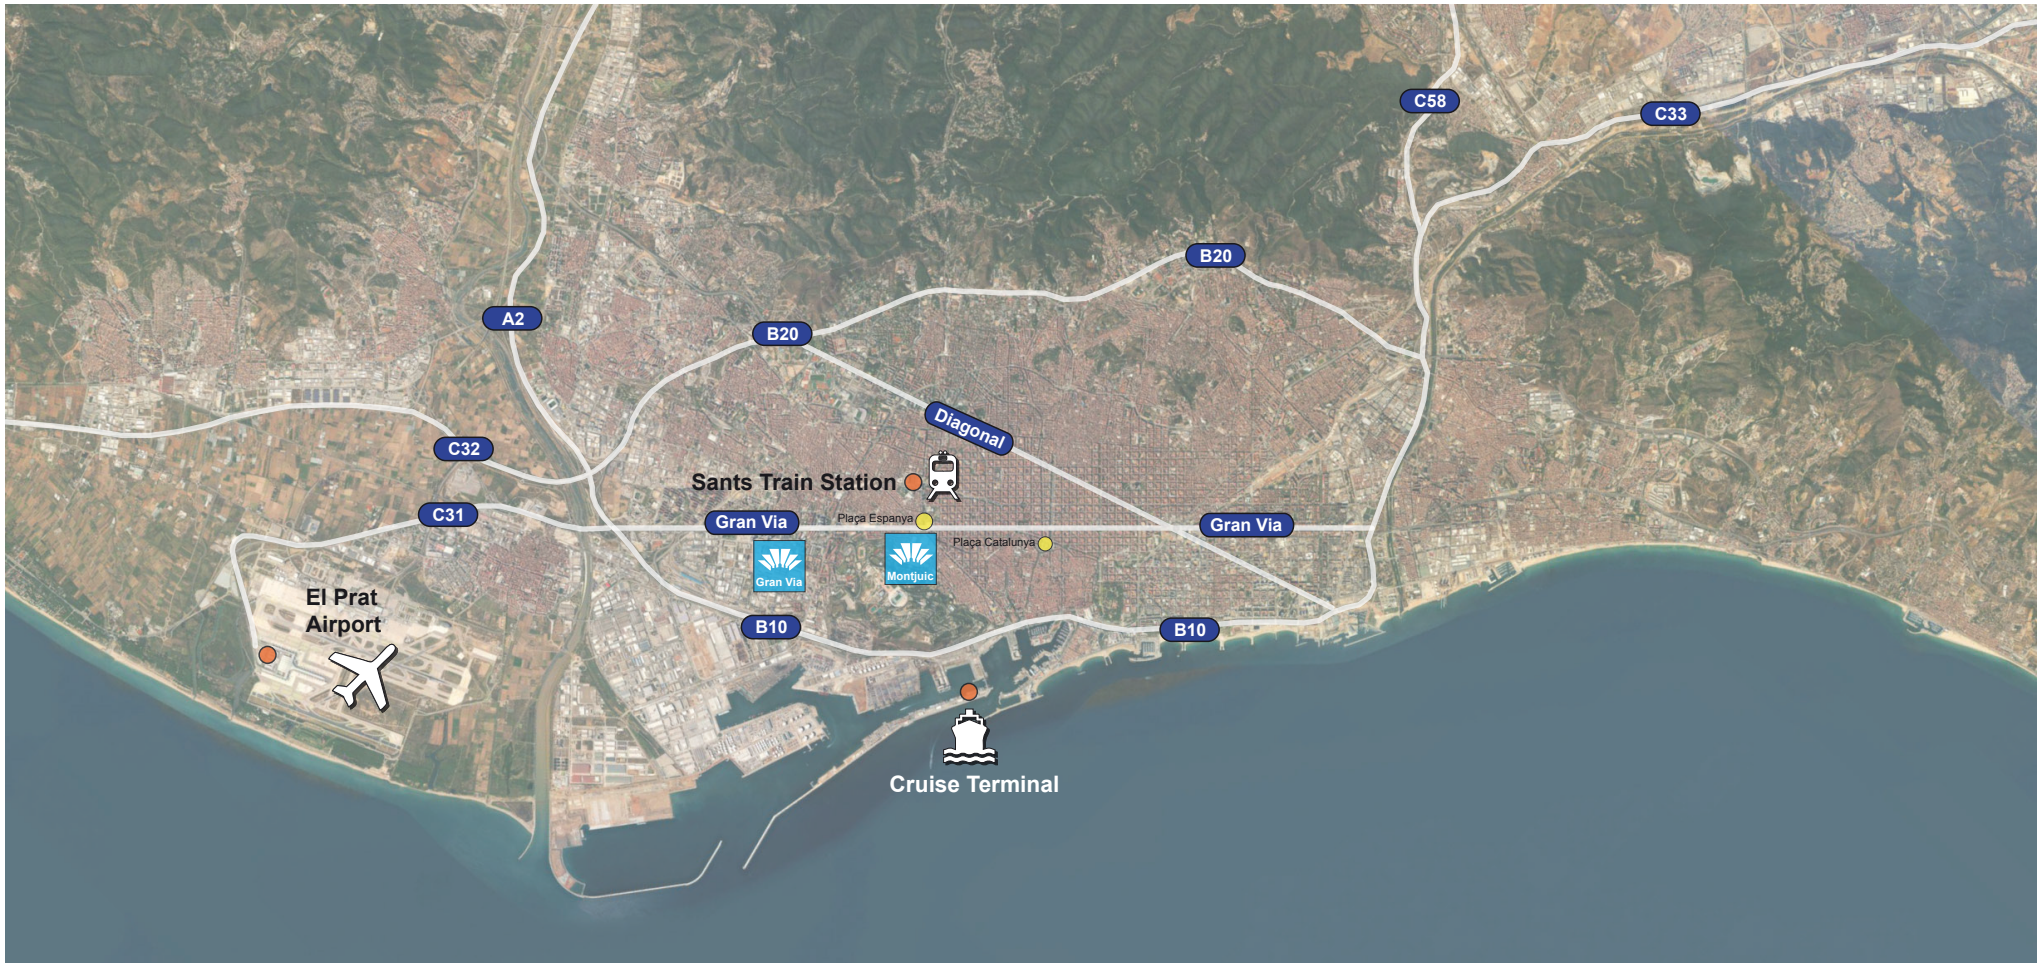 C58
C33
B20
A2
B20
Diagonal
C32
Sants Train Station
C31
Gran Via
Plaça Espanya
Gran Via
Plaça Catalunya
Gran Via
Montjuic
El Prat
Airport
B10
B10
Cruise Terminal